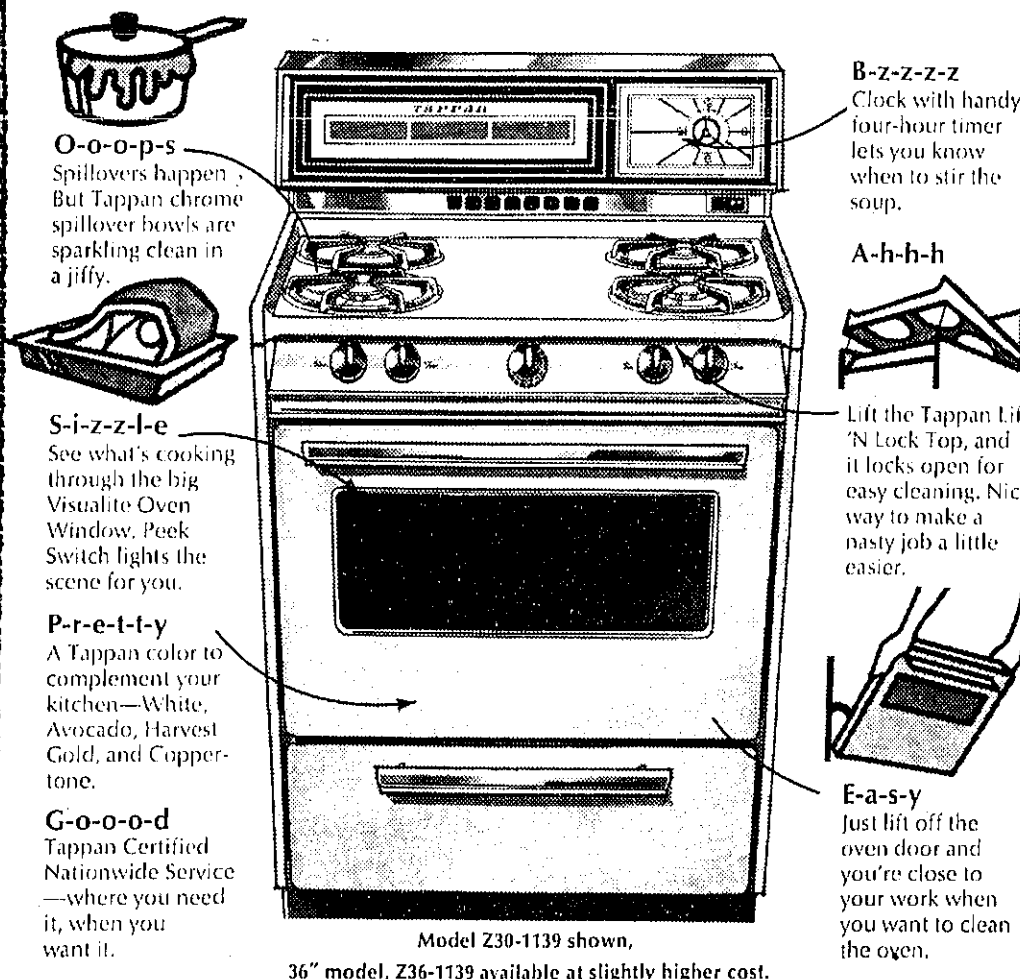 O-o-o-p-s
Spillovers happen
But Tappan chrome
spillover bowls are
sparkling clean in
a jiffy.
S-i-z-z-l-e
See what's cooking
through the big
Visualite Oven
Window. Peek
Switch lights the
scene for you.
P-r-e-t-t-y
A Tappan color to
complement your
kitchen—White,
Avocado, Harvest
Gold, and Copper-
tone.
G-o-o-o-d
Tappan Certified
Nationwide Service
—where you need
it, when you
want it.
TAPPAN
Model Z30-1139 shown,
36" model, Z36-1139 available at slightly higher cost.
B-z-z-z-z
Clock with handy
four-hour timer
lets you know
when to stir the
soup.
A-h-h-h
Lift the Tappan Lif
'N Lock Top, and
it locks open for
easy cleaning. Nic
way to make a
nasty job a little
easier.
E-a-s-y
Just lift off the
oven door and
you're close to
your work when
you want to clean
the oven.